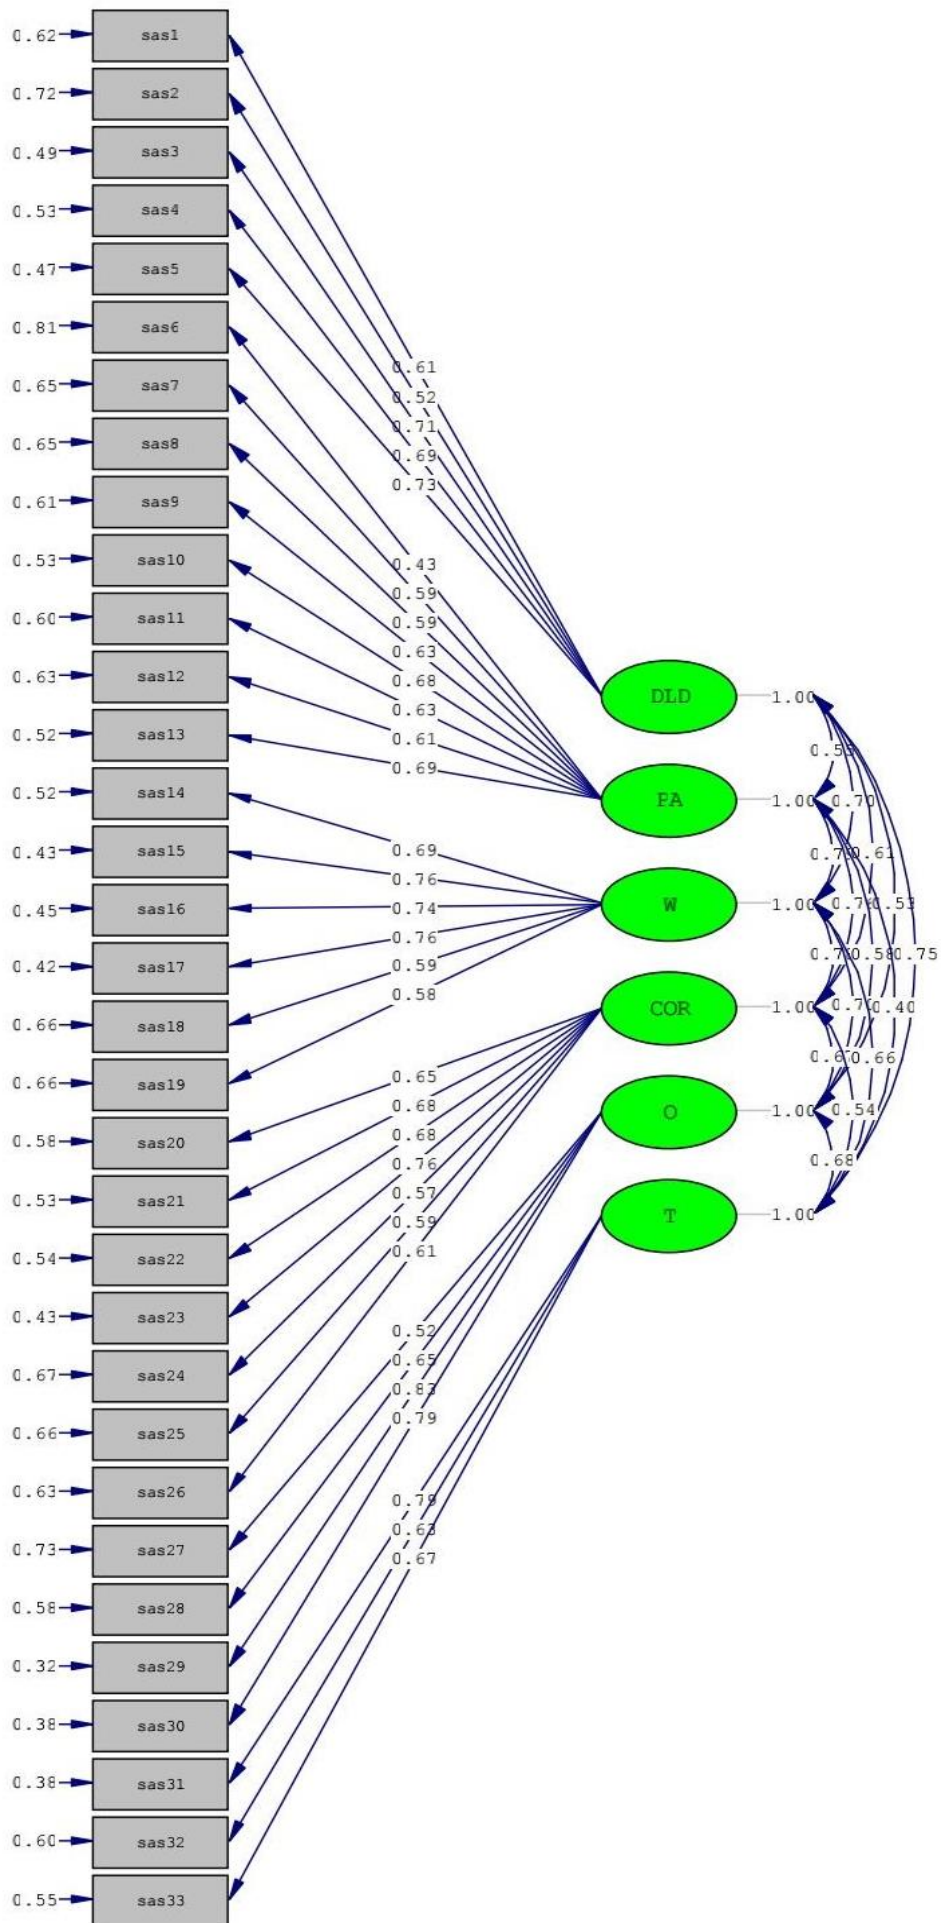 0.62 sas1
0.72 sas2
0.49 sas3
0.53 sas4
0.47 sas5
0.81 sas6
0.65 sas7
0.65 sas8
0.61 sas9
0.53 sas10
0.60 sas11
0.63 sas12
0.52 sas13
0.52 sas14
0.43 sas15
0.45 sas16
0.42 sas17
0.66 sas18
0.66 sas19
0.58 sas20
0.53 sas21
0.54 sas22
0.43 sas23
0.67 sas24
0.66 sas25
0.63 sas26
0.73 sas27
0.58 sas28
0.32 sas29
0.38 sas30
0.38 sas31
0.60 sas32
0.55 sas33
0.61
0.52
0.71
0.69
0.73
0.43
0.59
0.59
0.63
0.68
0.63
0.61
0.69
0.69
0.76
0.74
0.76
0.59
0.58
0.65
0.68
0.68
0.76
0.57
0.59
0.61
0.52
0.65
0.83
0.79
0.79
0.63
0.67
DLD 1.00
PA 1.00
W 1.00
COR 1.00
O 1.00
T 1.00
0.70
0.61
0.53
0.58
0.75
0.40
0.66
0.54
0.68